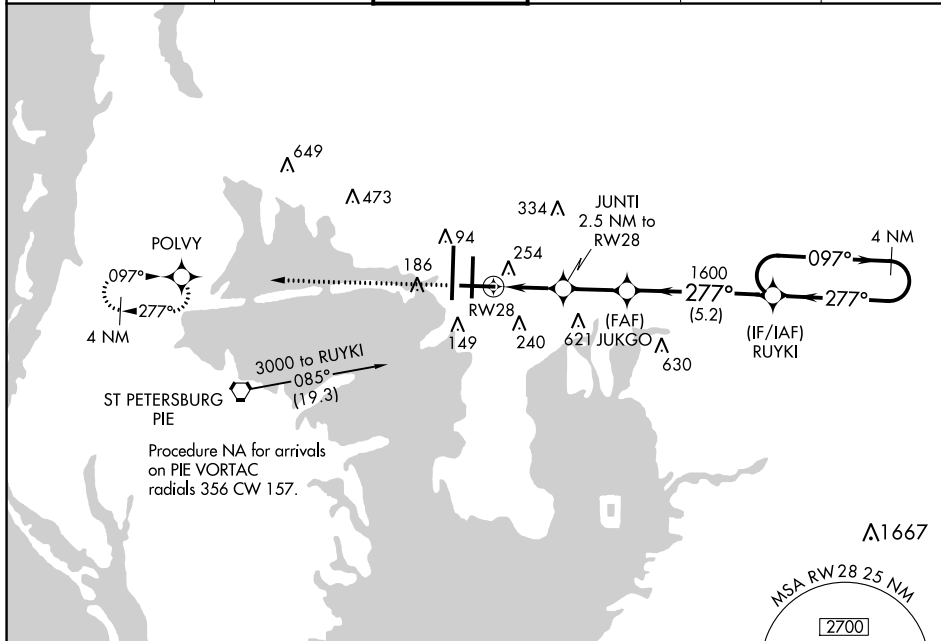 649
473
334
JUNTI
2.5 NM to
RW28
POLVY
94
254
4 NM
097°
097°
186
1600
277°
277°
277°
4 NM
RW28
(5.2)
(IF/IAF)
RUYKI
149
240
621
(FAF)
JUKGO
630
3000 to RUYKI
085°
(19.3)
ST PETERSBURG
PIE
Procedure NA for arrivals
on PIE VORTAC
radials 356 CW 157.
1667
MSA RW28 25 NM
2700